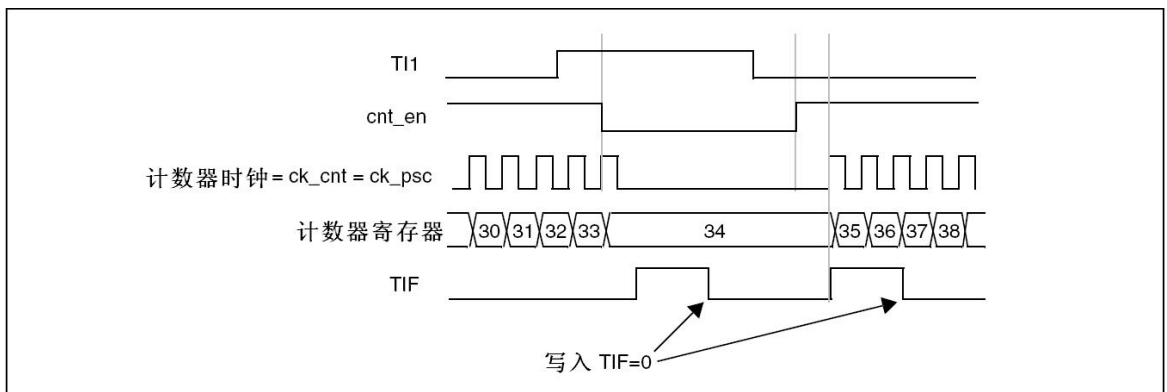 TI1
cnt_en
计数器时钟= ck_cnt = ck_psc
计数器寄存器 30 31 32 33 34 35 36 37 38
TIF
写入 TIF=0